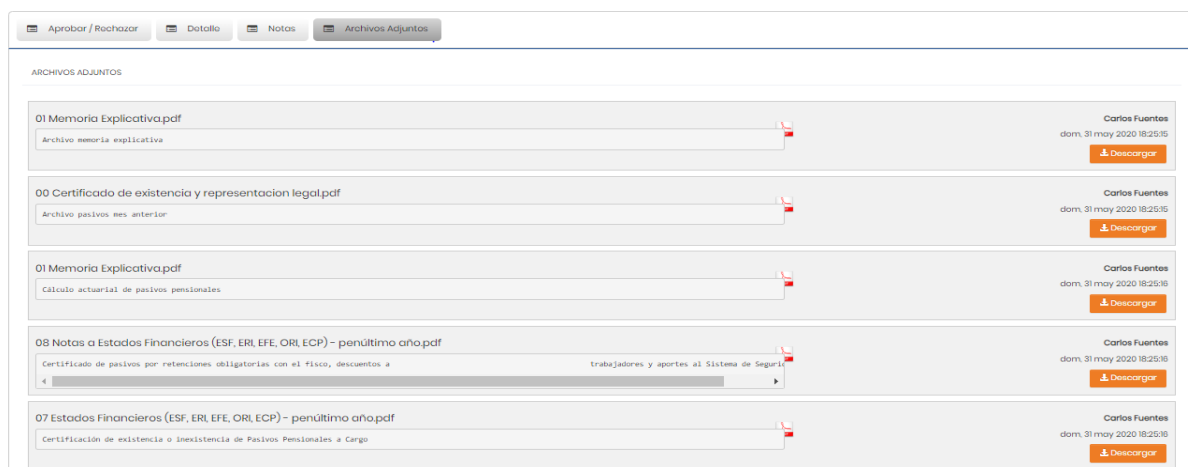 Aprobar / Rechazar Detalle Notas Archivos Adjuntos
ARCHIVOS ADJUNTOS
01 Memoria Explicativa.pdf
Archivo memoria explicativa
Carlos Fuentes
dom, 31 may 2020 18:25:15
Descargar
00 Certificado de existencia y representacion legal.pdf
Archivo pasivos mes anterior
Carlos Fuentes
dom, 31 may 2020 18:25:15
Descargar
01 Memoria Explicativa.pdf
Cálculo actuarial de pasivos pensionales
Carlos Fuentes
dom, 31 may 2020 18:25:16
Descargar
08 Notas a Estados Financieros (ESF, ERI, EFE, ORI, ECP) - penúltimo año.pdf
Certificado de pasivos por retenciones obligatorias con el fisco, descuentos a trabajadores y aportes al Sistema de Seguric
Carlos Fuentes
dom, 31 may 2020 18:25:16
Descargar
07 Estados Financieros (ESF, ERI, EFE, ORI, ECP) - penúltimo año.pdf
Certificación de existencia o inexistencia de Pasivos Pensionales a Cargo
Carlos Fuentes
dom, 31 may 2020 18:25:16
Descargar